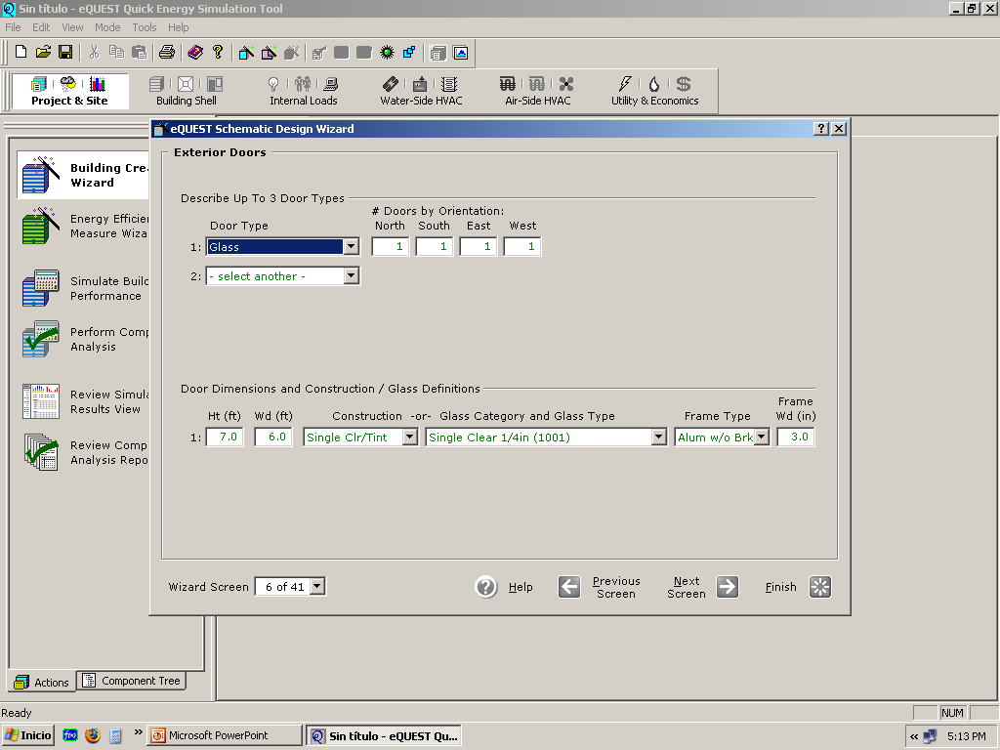 Sin título - eQUEST Quick Energy Simulation Tool
File Edit View Mode Tools Help
Project & Site
Building Shell
Internal Loads
Water-Side HVAC
Air-Side HVAC
Utility & Economics
Building Crea
Wizard
Energy Efficien
Measure Wiza
Simulate Build
Performance
Perform Comp
Analysis
Review Simula
Results View
Review Comp
Analysis Repo
Actions
Component Tree
eQUEST Schematic Design Wizard
Exterior Doors
Describe Up To 3 Door Types
# Doors by Orientation:
Door Type North South East West
1: Glass 1 1 1 1
2: - select another -
Door Dimensions and Construction / Glass Definitions
Frame
Ht (ft) Wd (ft) Construction -or- Glass Category and Glass Type Frame Type Wd (in)
1: 7.0 6.0 Single Clr/Tint Single Clear 1/4in (1001) Alum w/o Brk 3.0
Wizard Screen 6 of 41
Help
Previous
Screen
Next
Screen
Finish
Ready
NUM
Inicio
Microsoft PowerPoint
Sin título - eQUEST Qu...
5:13 PM